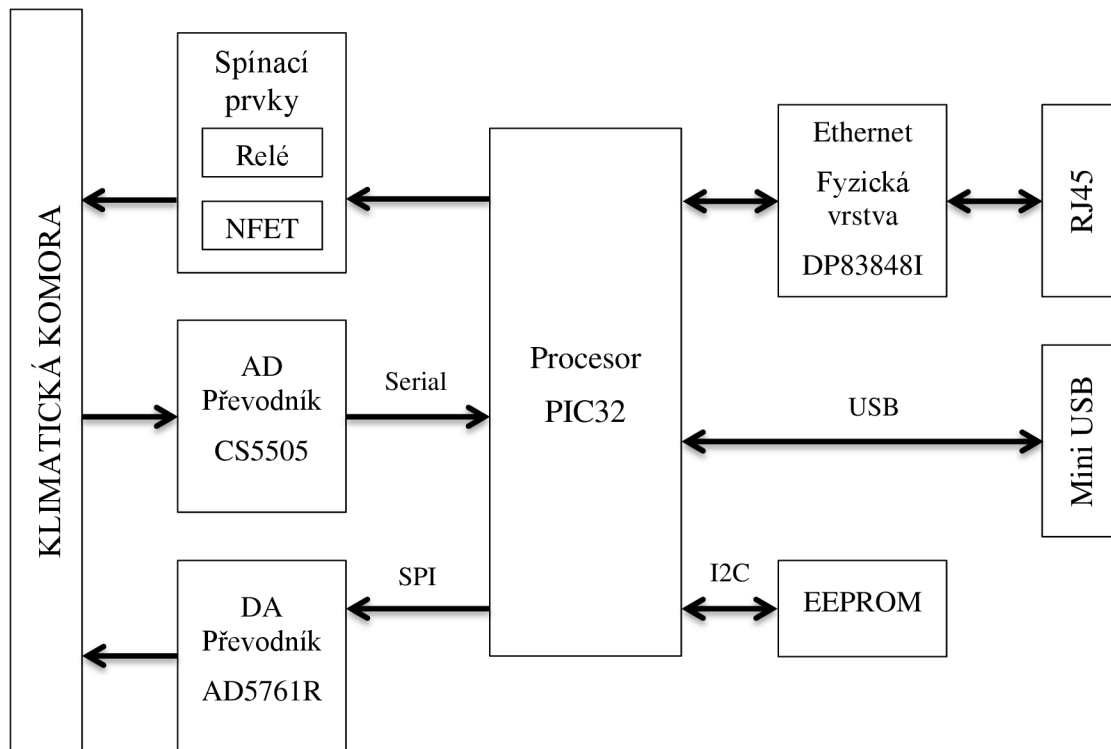 KLIMATICKÁ KOMORA
Spínací
prvky
Relé
NFET
AD
Převodník
CS5505
Serial
DA
Převodník
AD5761R
SPI
Procesor
PIC32
Ethernet
Fyzická
vrstva
DP83848I
RJ45
USB
Mini USB
I2C
EEPROM